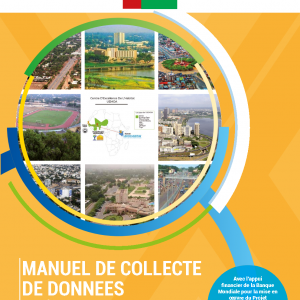 MANUEL DE COLLECTE
DE DONNEES
Avec l'appui
financier de la Banque
Mondiale pour la mise en
œuvre du Projet